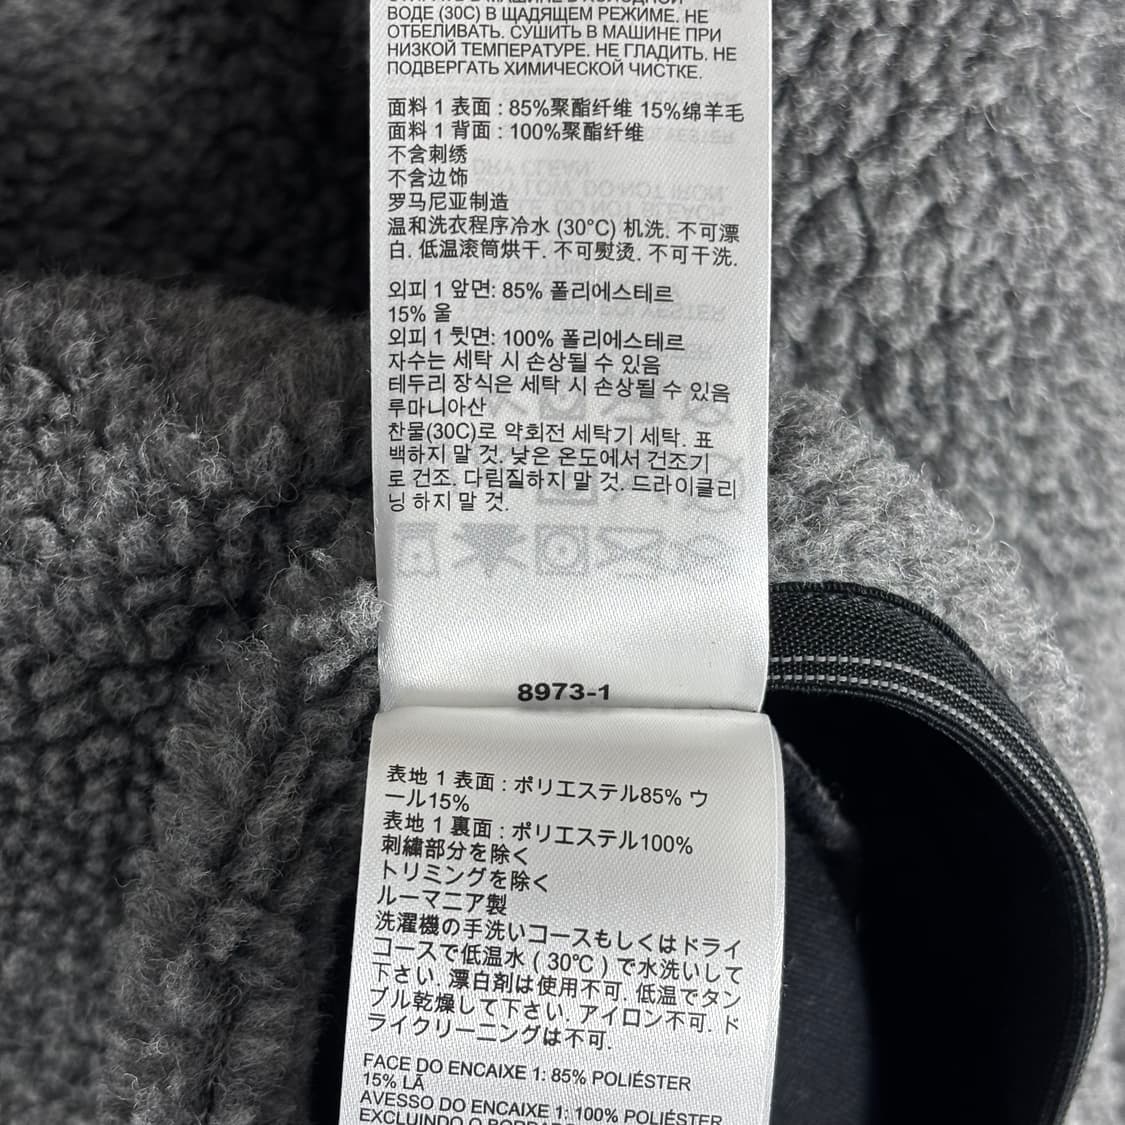 ВОДЕ (30C) В ЩАДЯЩЕМ РЕЖИМЕ. НЕ
ОТБЕЛИВАТЬ. СУШИТЬ В МАШИНЕ ПРИ
НИЗКОЙ ТЕМПЕРАТУРЕ. НЕ ГЛАДИТЬ. НЕ
ПОДВЕРГАТЬ ХИМИЧЕСКОЙ ЧИСТКЕ.
面料 1 表面 : 85%聚酯纤维 15%绵羊毛
面料 1 背面 : 100%聚酯纤维
不含刺绣
不含边饰
罗马尼亚制造
温和洗衣程序冷水 (30°C) 机洗. 不可漂
白. 低温滚筒烘干. 不可熨烫. 不可干洗.
외피 1 앞면: 85% 폴리에스테르
15% 울
외피 1 뒷면: 100% 폴리에스테르
자수는 세탁 시 손상될 수 있음
테두리 장식은 세탁 시 손상될 수 있음
루마니아산
찬물(30C)로 약회전 세탁기 세탁. 표
백하지 말 것. 낮은 온도에서 건조기
로 건조. 다림질하지 말 것. 드라이클리
닝 하지 말 것.
8973-1
表地 1 表面 : ポリエステル85% ウ
ール15%
表地 1 裏面 : ポリエステル100%
刺繍部分を除く
トリミングを除く
ルーマニア製
洗濯機の手洗いコースもしくはドライ
コースで低温水 ( 30℃ ) で水洗いして
下さい. 漂白剤は使用不可. 低温でタン
ブル乾燥して下さい. アイロン不可. ド
ライクリーニングは不可.
FACE DO ENCAIXE 1: 85% POLIÉSTER
15% LÃ
AVESSO DO ENCAIXE 1: 100% POLIÉSTER
EXCLUINDO O